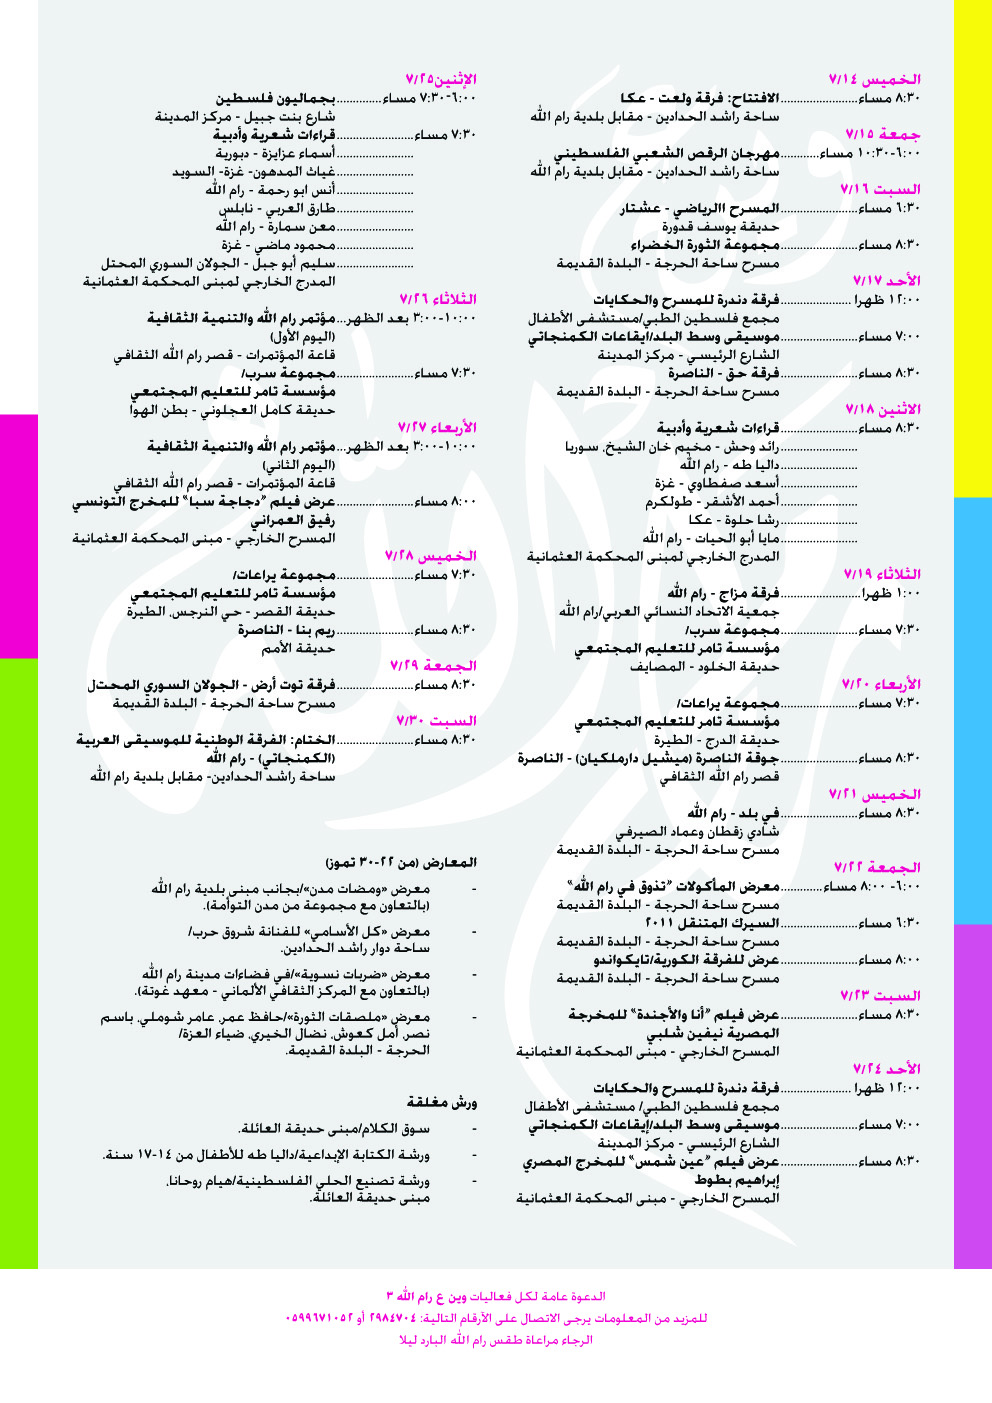 الخميس ٧/١٤
٨:٣٠ مساء........................الافتتاح: فرقة ولعت - عكا
ساحة راشد الحدادين - مقابل بلدية رام الله
جمعة ٧/١٥
٦:٠٠-١٠:٣٠ مساء............مهرجان الرقص الشعبي الفلسطيني
ساحة راشد الحدادين - مقابل بلدية رام الله
السبت ٧/١٦
٦:٣٠ مساء........................المسرح االرياضي - عشتار
حديقة يوسف قدورة
٨:٣٠ مساء........................مجموعة الثورة الخضراء
مسرح ساحة الحرجة - البلدة القديمة
الأحد ٧/١٧
١٢:٠٠ ظهرا ......................فرقة دندرة للمسرح والحكايات
مجمع فلسطين الطبي/مستشفى الأطفال
٧:٠٠ مساء........................موسيقى وسط البلد/ايقاعات الكمنجاتي
الشارع الرئيسي - مركز المدينة
٨:٣٠ مساء........................فرقة حق - الناصرة
مسرح ساحة الحرجة - البلدة القديمة
الاثنين ٧/١٨
٨:٣٠ مساء........................قراءات شعرية وأدبية
........................رائد وحش - مخيم خان الشيخ، سوريا
........................داليا طه - رام الله
........................أسعد صفطاوي - غزة
........................أحمد الأشقر - طولكرم
........................رشا حلوة - عكا
........................مايا أبو الحيات - رام الله
المدرج الخارجي لمبنى المحكمة العثمانية
الثلاثاء ٧/١٩
١:٠٠ ظهرا.........................فرقة مزاج - رام الله
جمعية الاتحاد النسائي العربي/رام الله
٧:٣٠ مساء........................مجموعة سرب/
مؤسسة تامر للتعليم المجتمعي
حديقة الخلود - المصايف
الأربعاء ٧/٢٠
٧:٣٠ مساء........................مجموعة يراعات/
مؤسسة تامر للتعليم المجتمعي
حديقة الدرج - الطيرة
٨:٣٠ مساء........................جوقة الناصرة (ميشيل دارملكيان) - الناصرة
قصر رام الله الثقافي
الخميس ٧/٢١
٨:٣٠ مساء........................في بلد - رام الله
شادي زقطان وعماد الصيرفي
مسرح ساحة الحرجة - البلدة القديمة
الجمعة ٧/٢٢
٦:٠٠- ٨:٠٠ مساء.............معرض المأكولات "تذوق في رام الله"
مسرح ساحة الحرجة - البلدة القديمة
٦:٣٠ مساء........................السيرك المتنقل ٢٠١١
مسرح ساحة الحرجة - البلدة القديمة
٨:٠٠ مساء........................عرض للفرقة الكورية/تايكواندو
مسرح ساحة الحرجة - البلدة القديمة
السبت ٧/٢٣
٨:٣٠ مساء........................عرض فيلم "أنا والأجندة" للمخرجة
المصرية نيفين شلبي
المسرح الخارجي - مبنى المحكمة العثمانية
الأحد ٧/٢٤
١٢:٠٠ ظهرا ......................فرقة دندرة للمسرح والحكايات
مجمع فلسطين الطبي/ مستشفى الأطفال
٧:٠٠ مساء........................موسيقى وسط البلد/إيقاعات الكمنجاتي
الشارع الرئيسي - مركز المدينة
٨:٣٠ مساء........................عرض فيلم "عين شمس" للمخرج المصري
إبراهيم بطوط
المسرح الخارجي - مبنى المحكمة العثمانية
الإثنين٧/٢٥
٦:٠٠-٧:٣٠ مساء..............بجماليون فلسطين
شارع بنت جبيل - مركز المدينة
٧:٣٠ مساء........................قراءات شعرية وأدبية
........................أسماء عزايزة - دبورية
........................غياث المدهون- غزة- السويد
........................أنس ابو رحمة - رام الله
........................طارق العربي - نابلس
........................معن سمارة - رام الله
........................محمود ماضي - غزة
........................سليم أبو جبل - الجولان السوري المحتل
المدرج الخارجي لمبنى المحكمة العثمانية
الثلاثاء ٧/٢٦
١٠:٠٠-٣:٠٠ بعد الظهر...مؤتمر رام الله والتنمية الثقافية
(اليوم الأول)
قاعة المؤتمرات - قصر رام الله الثقافي
٧:٣٠ مساء........................مجموعة سرب/
مؤسسة تامر للتعليم المجتمعي
حديقة كامل العجلوني - بطن الهوا
الأربعاء ٧/٢٧
١٠:٠٠-٣:٠٠ بعد الظهر...مؤتمر رام الله والتنمية الثقافية
(اليوم الثاني)
قاعة المؤتمرات - قصر رام الله الثقافي
٨:٠٠ مساء........................عرض فيلم "دجاجة سبا" للمخرج التونسي
رفيق العمراني
المسرح الخارجي - مبنى المحكمة العثمانية
الخميس ٧/٢٨
٧:٣٠ مساء........................مجموعة يراعات/
مؤسسة تامر للتعليم المجتمعي
حديقة القصر - حي النرجس، الطيرة
٨:٣٠ مساء........................ريم بنا - الناصرة
حديقة الأمم
الجمعة ٧/٢٩
٨:٣٠ مساء........................فرقة توت أرض - الجولان السوري المحتل
مسرح ساحة الحرجة - البلدة القديمة
السبت ٧/٣٠
٨:٣٠ مساء........................الختام: الفرقة الوطنية للموسيقى العربية
(الكمنجاتي) - رام الله
ساحة راشد الحدادين- مقابل بلدية رام الله
المعارض (من ٢٢-٣٠ تموز)
- معرض «ومضات مدن»/بجانب مبنى بلدية رام الله
(بالتعاون مع مجموعة من مدن التوأمة).
- معرض «كل الأسامي» للفنانة شروق حرب/
ساحة دوار راشد الحدادين.
- معرض «ضربات نسوية»/في فضاءات مدينة رام الله
(بالتعاون مع المركز الثقافي الألماني - معهد غوتة).
- معرض «ملصقات الثورة»/حافظ عمر، عامر شوملي، باسم
نصر، أمل كعوش، نضال الخيري، ضياء العزة/
الحرجة - البلدة القديمة.
ورش مغلقة
- سوق الكلام/مبنى حديقة العائلة.
- ورشة الكتابة الإبداعية/داليا طه للأطفال من ١٤-١٧ سنة.
- ورشة تصنيع الحلي الفلسطينية/هيام روحانا،
مبنى حديقة العائلة.
الدعوة عامة لكل فعاليات وين ع رام الله ٣
للمزيد من المعلومات يرجى الاتصال على الأرقام التالية: ٢٩٨٤٧٠٤ أو ٠٥٩٩٦٧١٠٥٢
الرجاء مراعاة طقس رام الله البارد ليلا